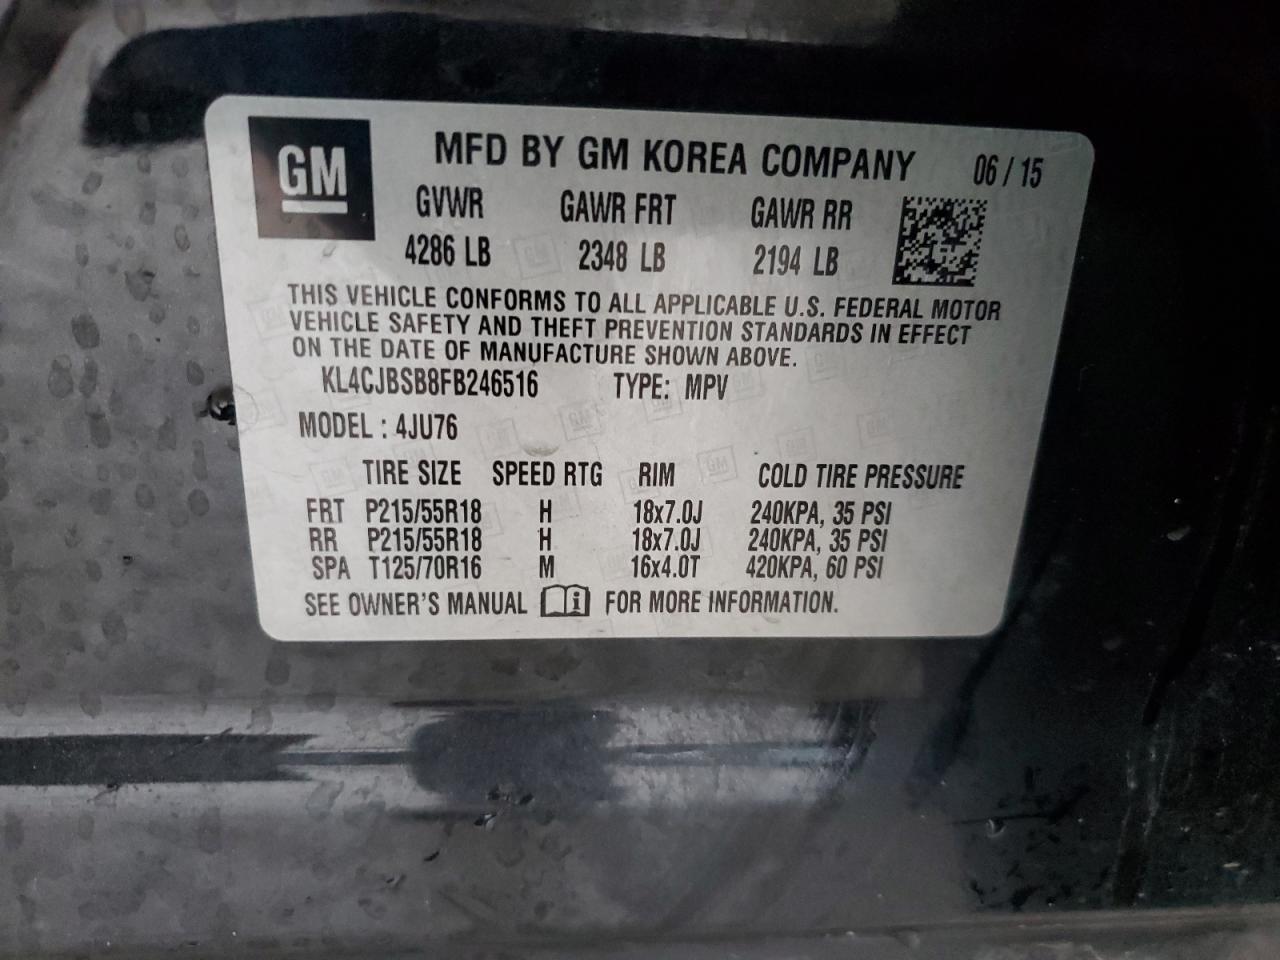 GM
MFD BY GM KOREA COMPANY 06 / 15
GVWR GAWR FRT GAWR RR
4286 LB 2348 LB 2194 LB
THIS VEHICLE CONFORMS TO ALL APPLICABLE U.S. FEDERAL MOTOR
VEHICLE SAFETY AND THEFT PREVENTION STANDARDS IN EFFECT
ON THE DATE OF MANUFACTURE SHOWN ABOVE.
KL4CJBSB8FB246516 TYPE: MPV
MODEL : 4JU76
TIRE SIZE SPEED RTG RIM COLD TIRE PRESSURE
FRT P215/55R18 H 18x7.0J 240KPA, 35 PSI
RR P215/55R18 H 18x7.0J 240KPA, 35 PSI
SPA T125/70R16 M 16x4.0T 420KPA, 60 PSI
SEE OWNER'S MANUAL i FOR MORE INFORMATION.